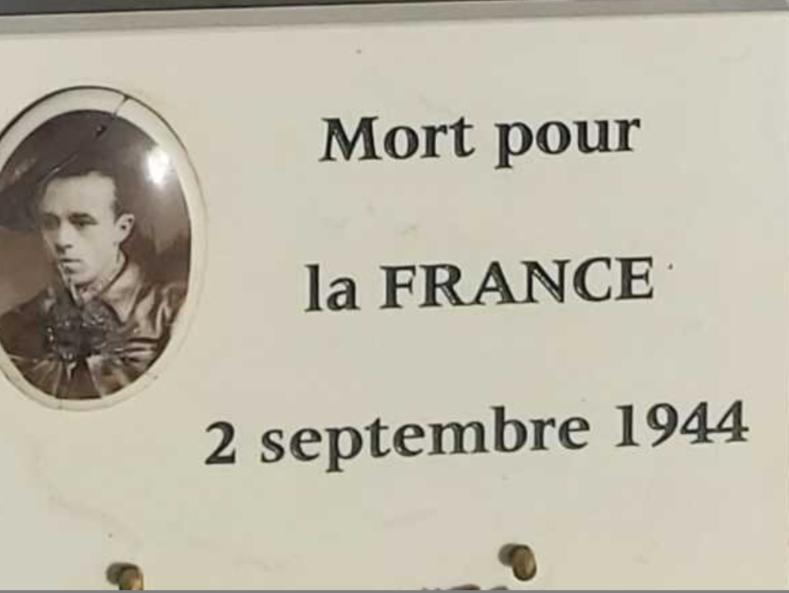 Mort pour
la FRANCE
2 septembre 1944